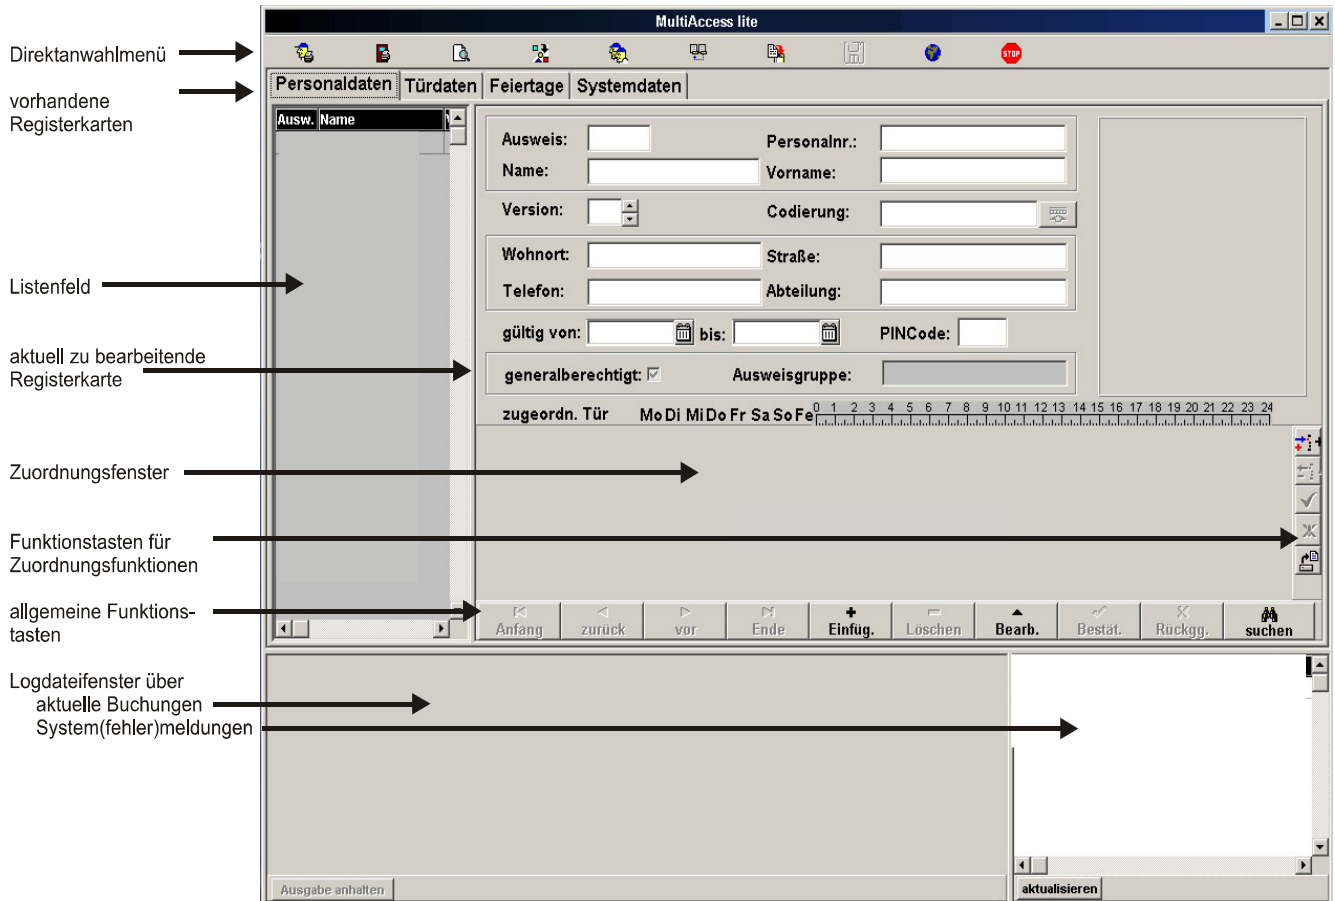 MultiAccess lite
Direktanwahlmenü
STOP
vorhandene
Registerkarten
Personaldaten Türdaten Feiertage Systemdaten
Ausw. Name
Ausweis: Personalnr.:
Name: Vorname:
Version: Codierung:
Wohnort: Straße:
Telefon: Abteilung:
Listenfeld
gültig von: bis: PINCode:
aktuell zu bearbeitende
Registerkarte
generalberechtigt: Ausweisgruppe:
zugeordn. Tür Mo Di Mi Do Fr Sa So Fe 0 1 2 3 4 5 6 7 8 9 10 11 12 13 14 15 16 17 18 19 20 21 22 23 24
Zuordnungsfenster
Funktionstasten für
Zuordnungsfunktionen
allgemeine Funktions-
tasten
Anfang zurück vor Ende Einfüg. Löschen Bearb. Bestät. Rückgg. suchen
Logdateifenster über
aktuelle Buchungen
System(fehler)meldungen
Ausgabe anhalten aktualisieren